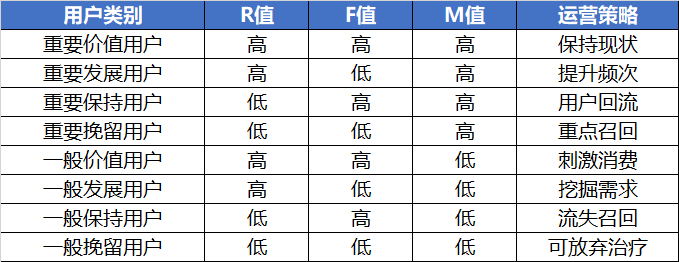 用户类别 R值 F值 M值 运营策略
重要价值用户 高 高 高 保持现状
重要发展用户 高 低 高 提升频次
重要保持用户 低 高 高 用户回流
重要挽留用户 低 低 高 重点召回
一般价值用户 高 高 低 刺激消费
一般发展用户 高 低 低 挖掘需求
一般保持用户 低 高 低 流失召回
一般挽留用户 低 低 低 可放弃治疗